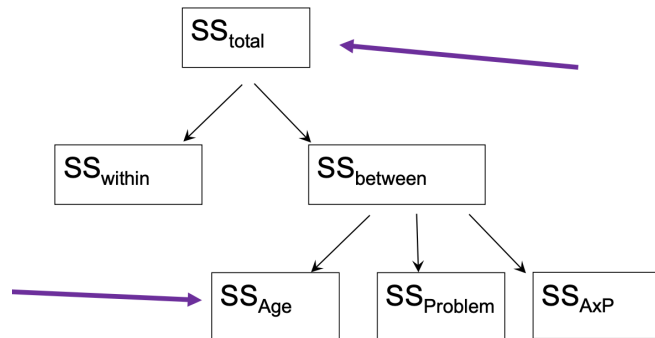 SStotal
SSwithin
SSbetween
SSAge
SSProblem
SSAxP